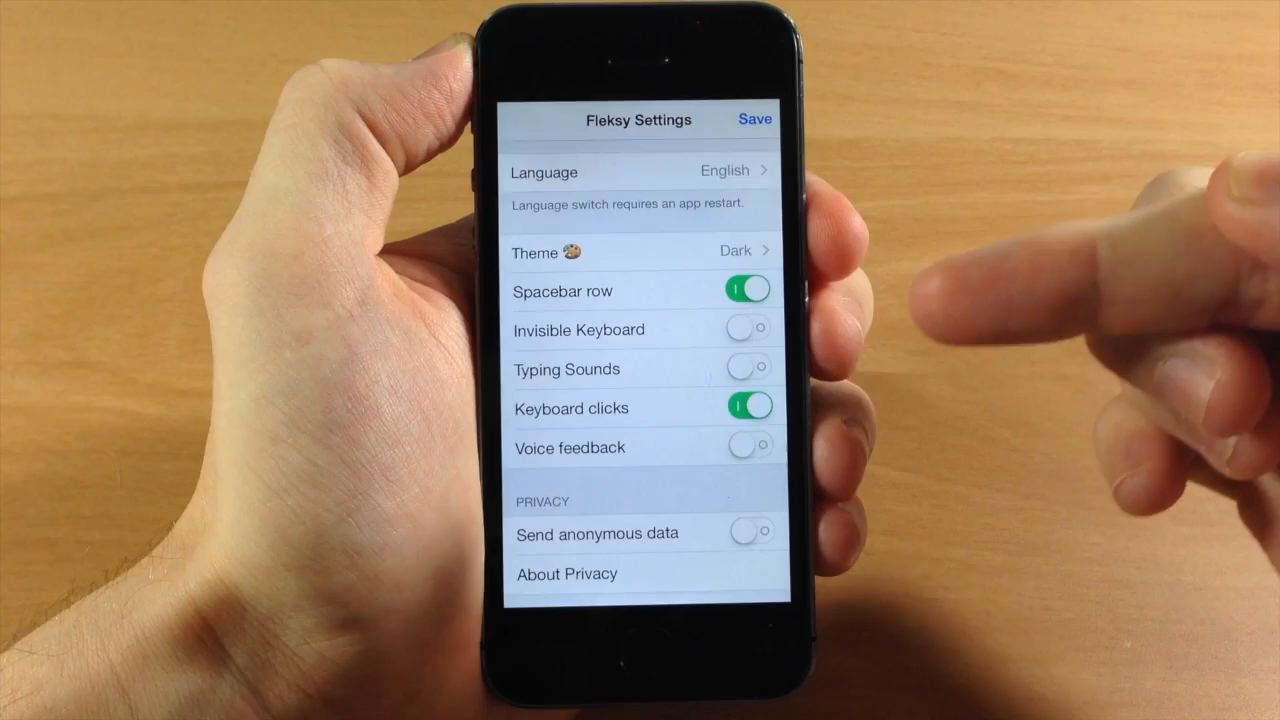 Fleksy Settings Save
Language English
Language switch requires an app restart.
Theme Dark
Spacebar row
Invisible Keyboard
Typing Sounds
Keyboard clicks
Voice feedback
PRIVACY
Send anonymous data
About Privacy